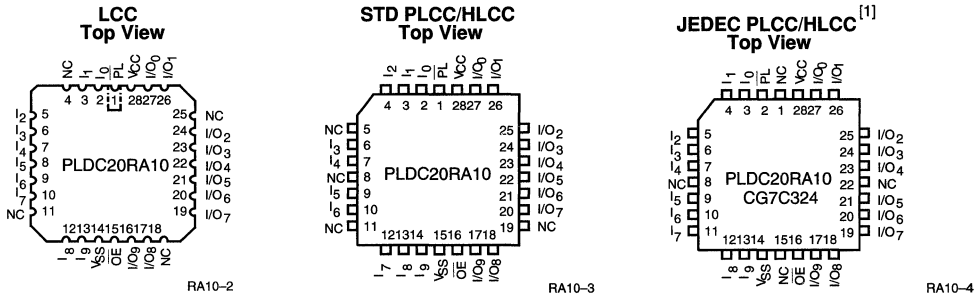 LCC
Top View
NC I1 I0 PL VCC I/O0 I/O1
4 3 2 1 28 27 26
I2 5 25 NC
I3 6 24 I/O2
I4 7 23 I/O3
I5 8 PLDC20RA10 22 I/O4
I6 9 21 I/O5
I7 10 20 I/O6
NC 11 19 I/O7
12 13 14 15 16 17 18
I8 I9 VSS OE I/O9 I/O8 NC
RA10–2
STD PLCC/HLCC
Top View
I2 I1 I0 PL VCC I/O0 I/O1
4 3 2 1 28 27 26
NC 5 25 I/O2
I3 6 24 I/O3
I4 7 23 I/O4
NC 8 PLDC20RA10 22 I/O5
I5 9 21 I/O6
I6 10 20 I/O7
NC 11 19 NC
12 13 14 15 16 17 18
I7 I8 I9 VSS OE I/O9 I/O8
RA10–3
JEDEC PLCC/HLCC [1]
Top View
I1 I0 PL NC VCC I/O0 I/O1
4 3 2 1 28 27 26
I2 5 25 I/O2
I3 6 24 I/O3
I4 7 23 I/O4
NC 8 PLDC20RA10 22 NC
I5 9 CG7C324 21 I/O5
I6 10 20 I/O6
I7 11 19 I/O7
12 13 14 15 16 17 18
I8 I9 VSS NC OE I/O9 I/O8
RA10–4